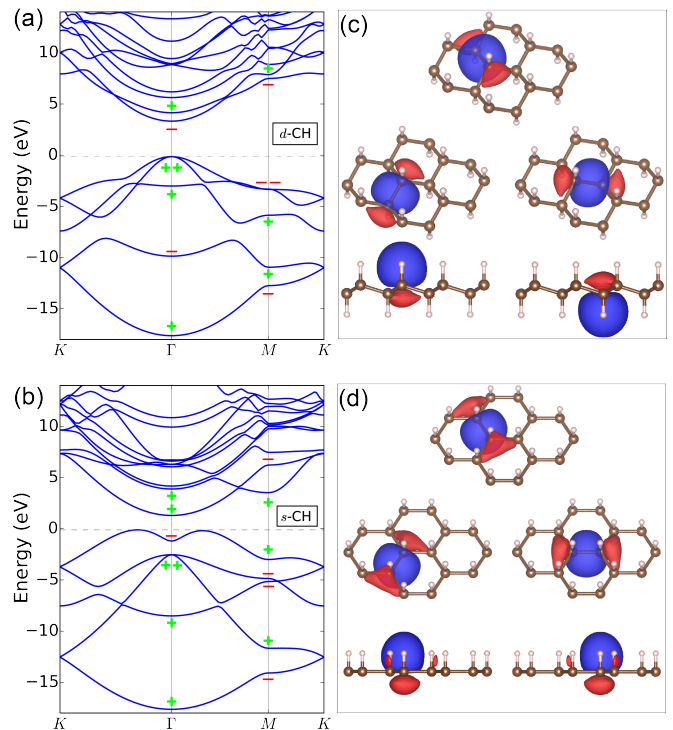 (a)
Energy (eV)
10
5
0
−5
−10
−15
d-CH
K Γ M K
(c)
(b)
Energy (eV)
10
5
0
−5
−10
−15
s-CH
K Γ M K
(d)